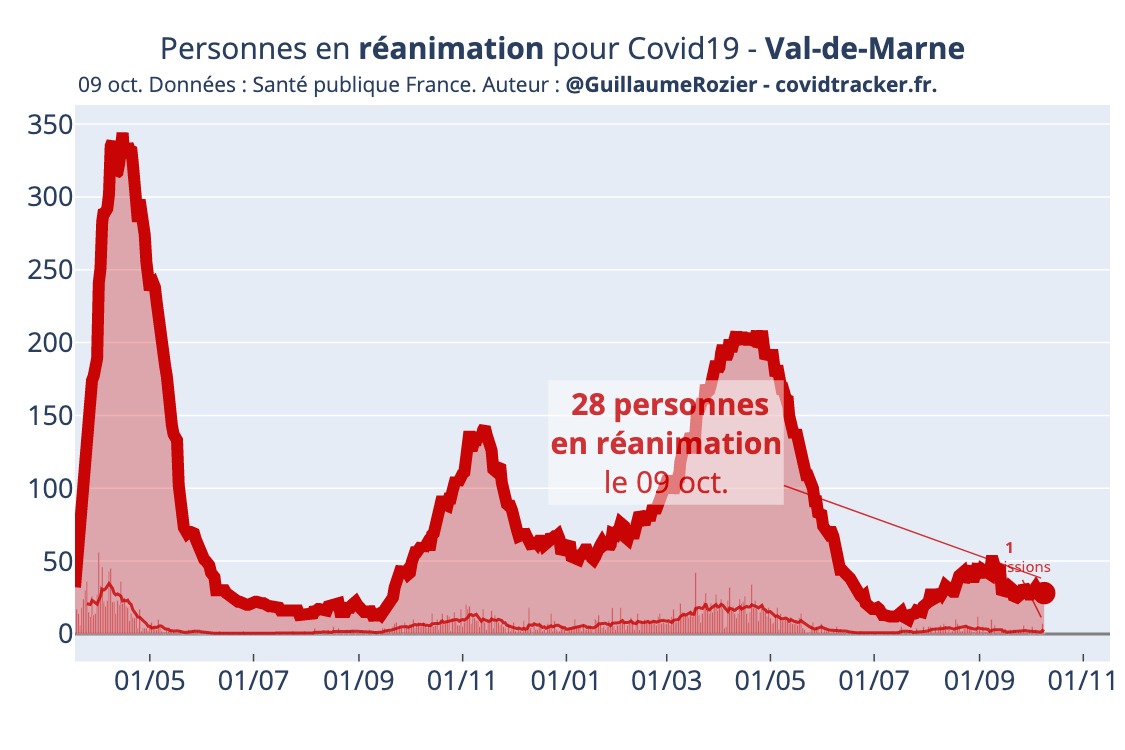 Personnes en réanimation pour Covid19 - Val-de-Marne
09 oct. Données : Santé publique France. Auteur : @GuillaumeRozier - covidtracker.fr.
350
300
250
200
150
100
50
0
28 personnes
en réanimation
le 09 oct.
1
01/05 01/07 01/09 01/11 01/01 01/03 01/05 01/07 01/09 01/11